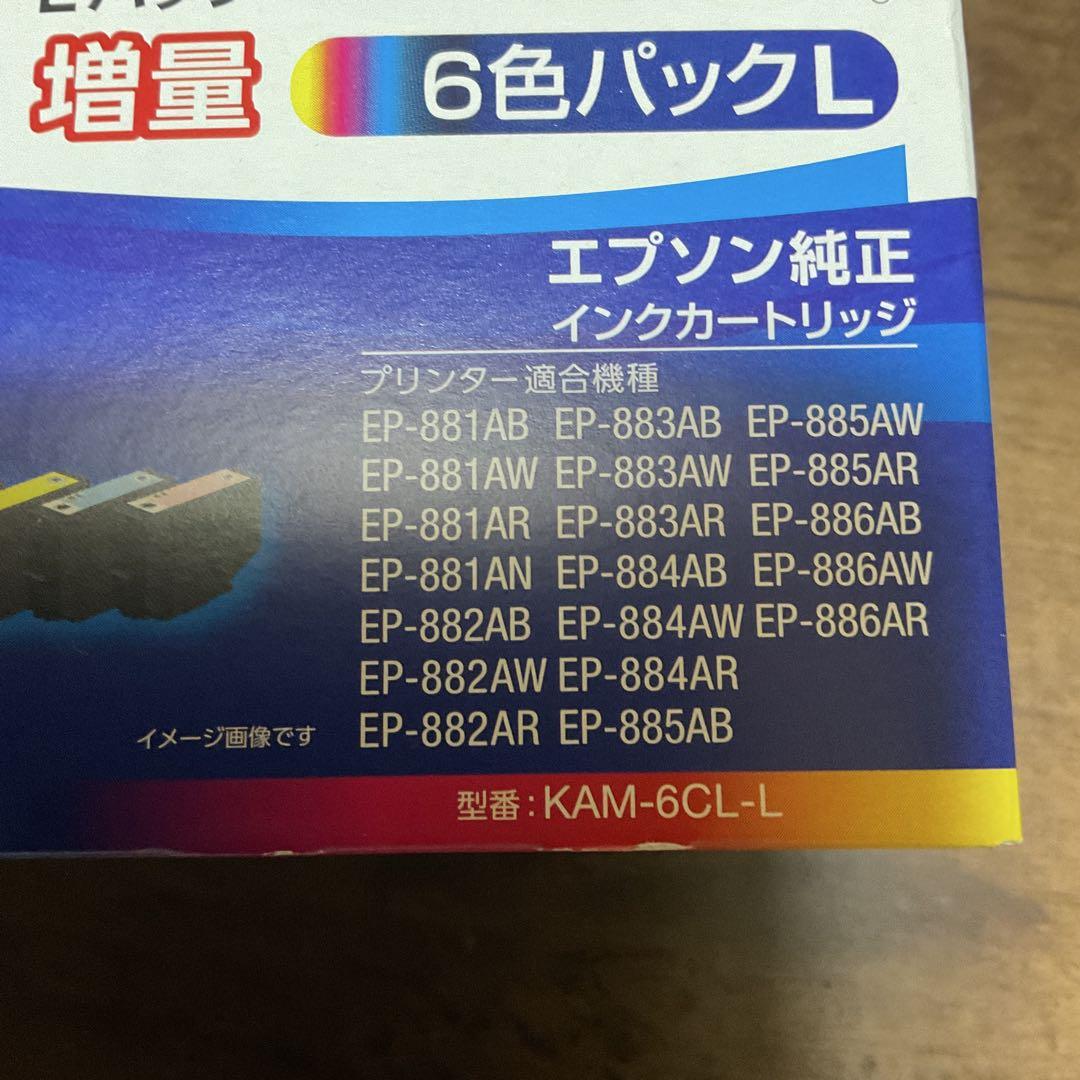 増量 6色パックL
エプソン純正
インクカートリッジ
プリンター適合機種
EP-881AB EP-883AB EP-885AW
EP-881AW EP-883AW EP-885AR
EP-881AR EP-883AR EP-886AB
EP-881AN EP-884AB EP-886AW
EP-882AB EP-884AW EP-886AR
EP-882AW EP-884AR
イメージ画像です EP-882AR EP-885AB
型番:KAM-6CL-L